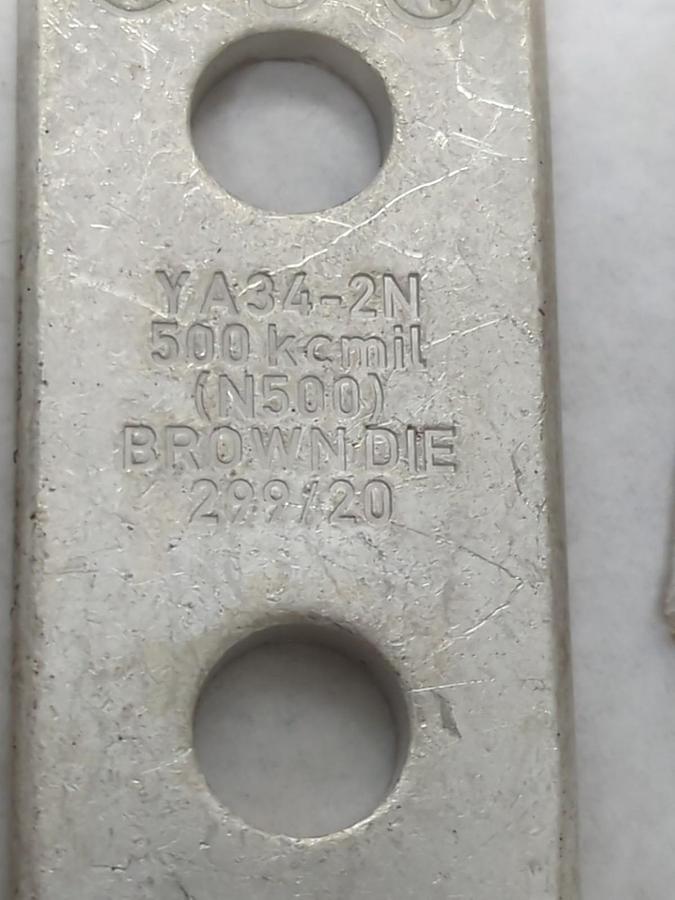 YA34-2N
500 kcmil
(N500)
BROWN DIE
299/20